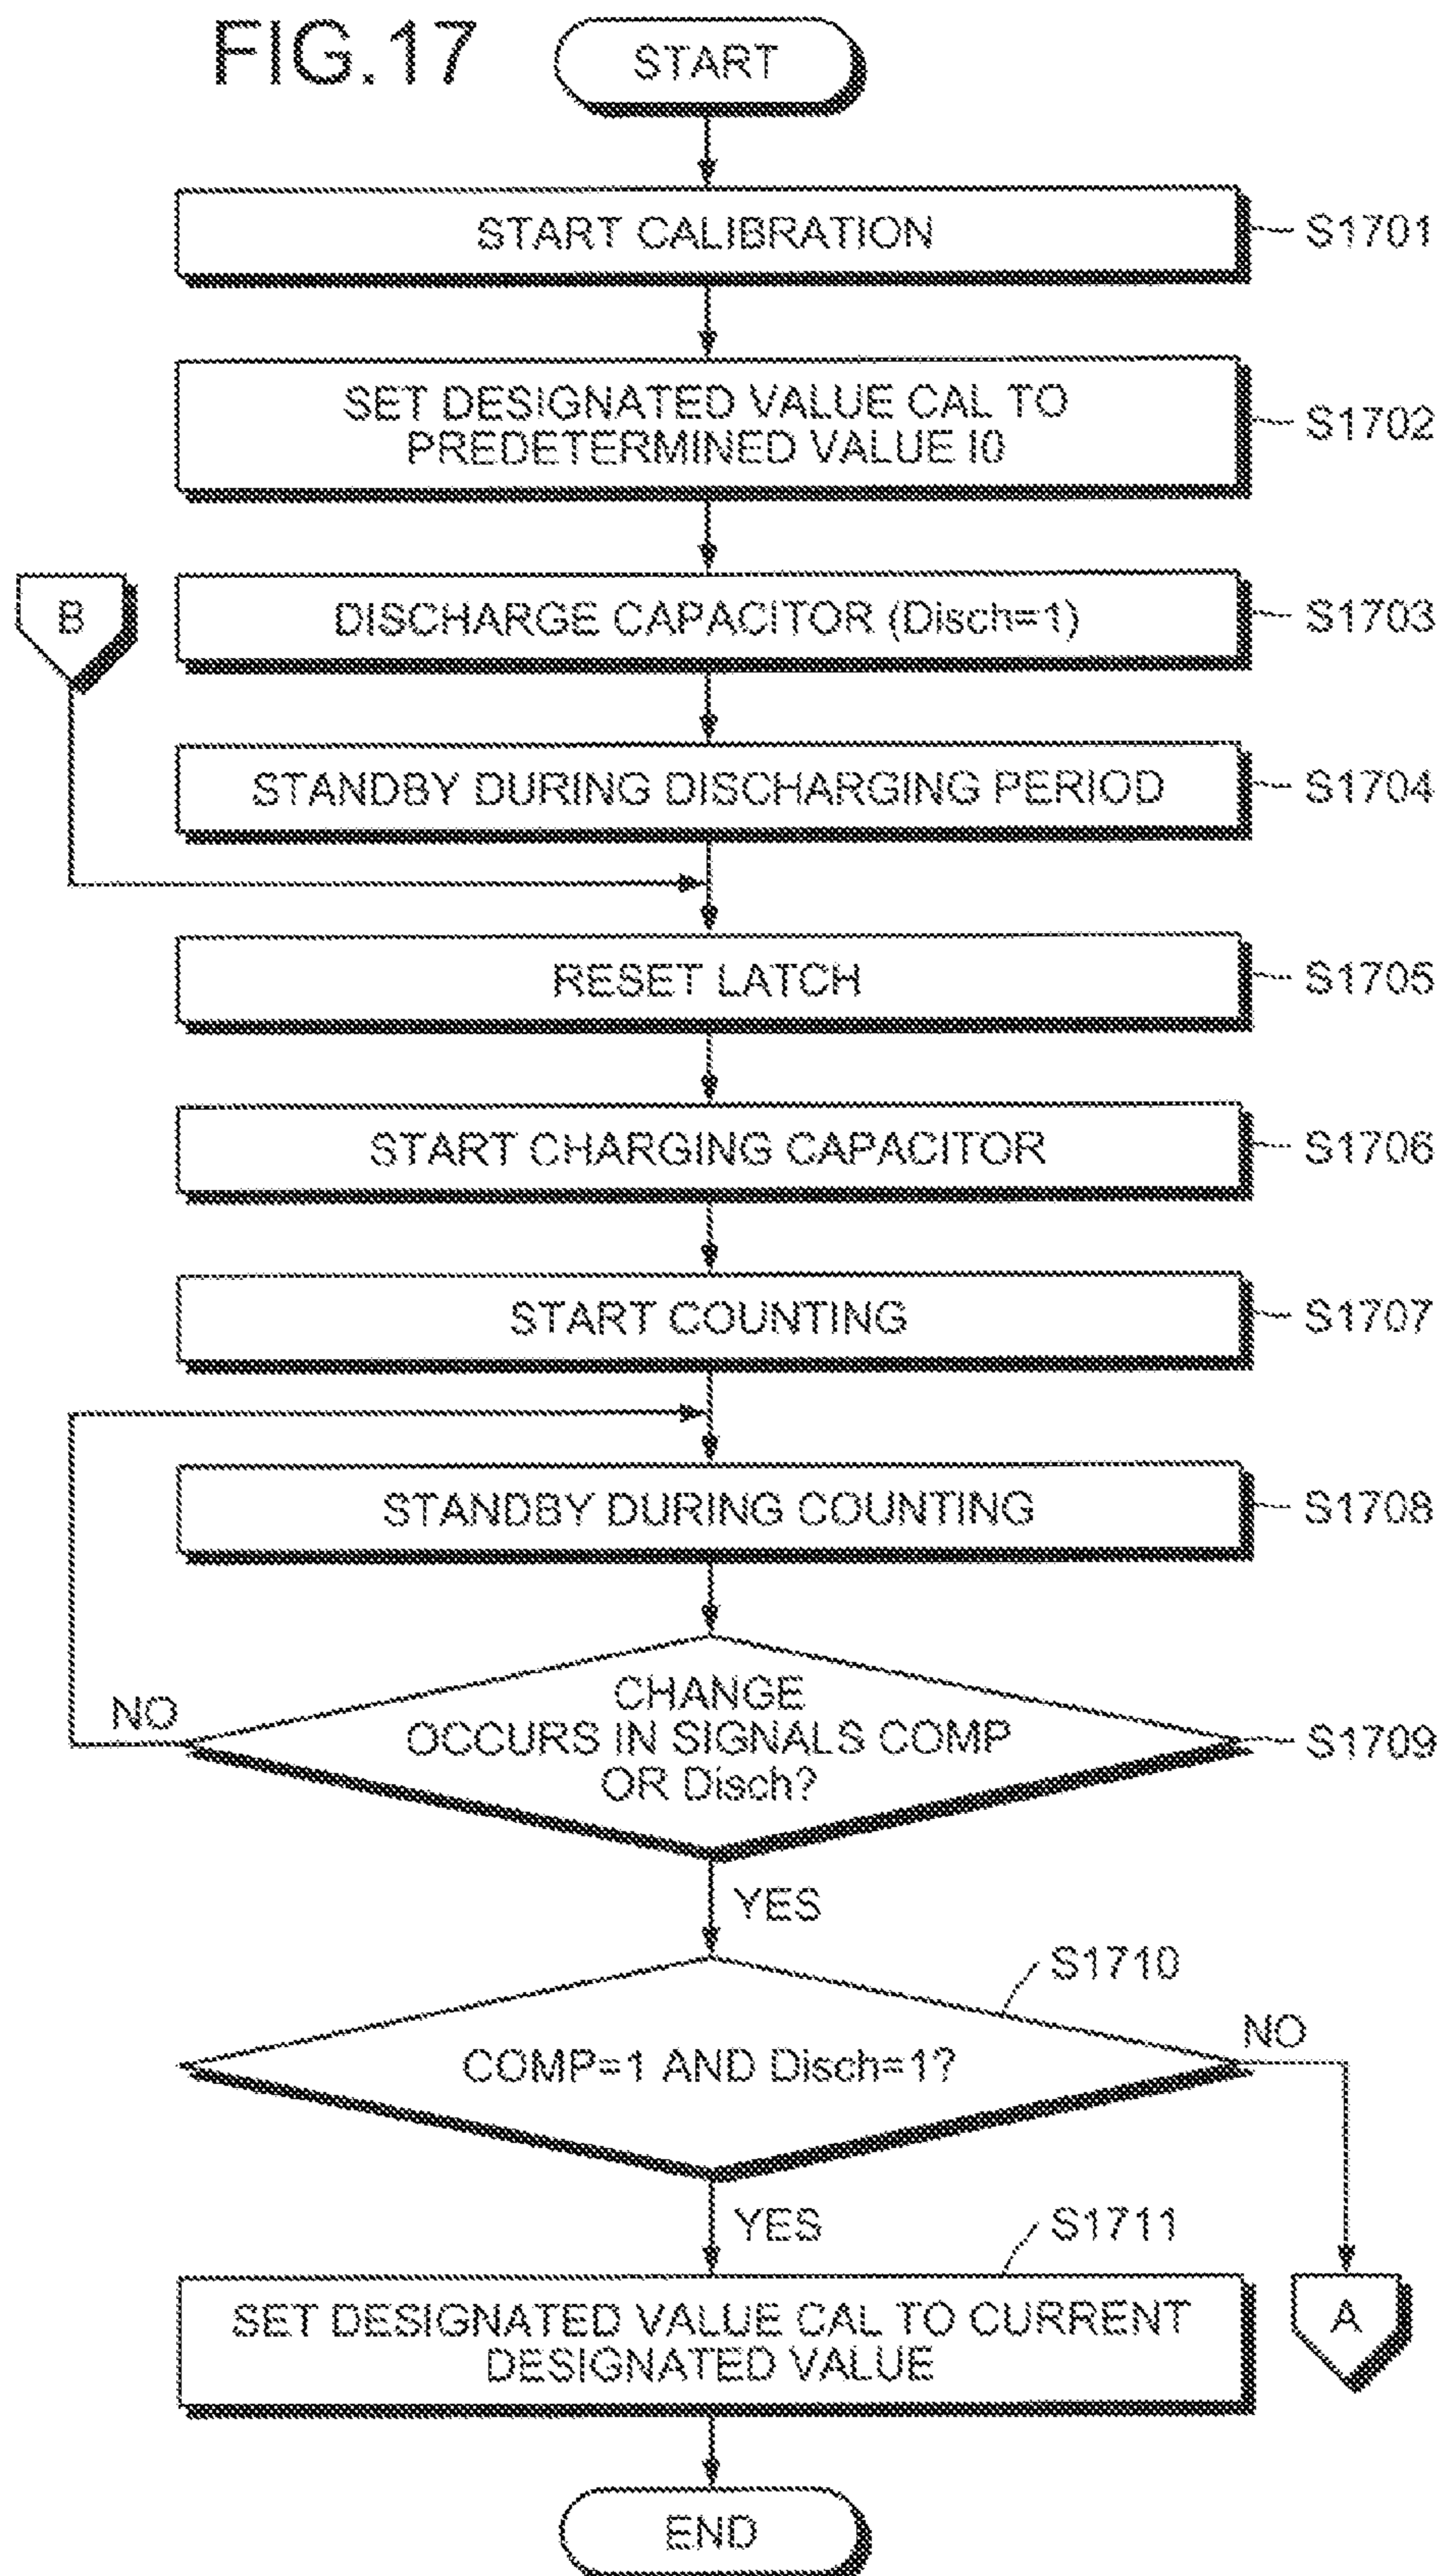 FIG.17
START
START CALIBRATION
S1701
SET DESIGNATED VALUE CAL TO
PREDETERMINED VALUE I0
S1702
B
DISCHARGE CAPACITOR (Disch=1)
S1703
STANDBY DURING DISCHARGING PERIOD
S1704
RESET LATCH
S1705
START CHARGING CAPACITOR
S1706
START COUNTING
S1707
STANDBY DURING COUNTING
S1708
NO
CHANGE
OCCURS IN SIGNALS COMP
OR Disch?
S1709
YES
S1710
COMP=1 AND Disch=1?
NO
YES
S1711
SET DESIGNATED VALUE CAL TO CURRENT
DESIGNATED VALUE
A
END